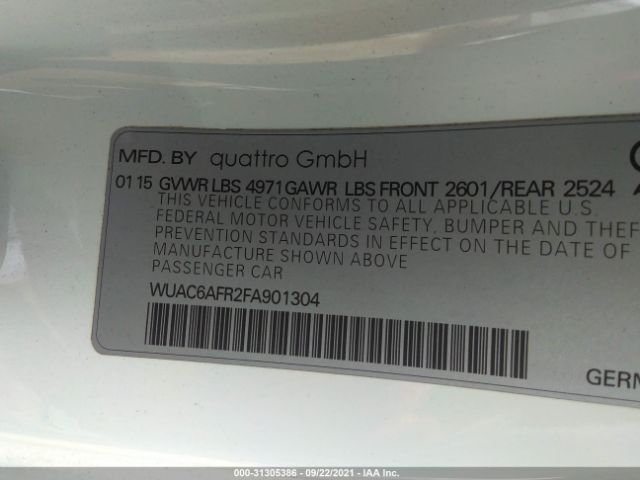 MFD. BY quattro GmbH
01 15 GVWR LBS 4971 GAWR LBS FRONT 2601/REAR 2524
THIS VEHICLE CONFORMS TO ALL APPLICABLE U.S.
FEDERAL MOTOR VEHICLE SAFETY, BUMPER AND THEF
PREVENTION STANDARDS IN EFFECT ON THE DATE OF
MANUFACTURE SHOWN ABOVE
PASSENGER CAR
WUAC6AFR2FA901304
GERN
000-31305386 - 09/22/2021 - IAA Inc.